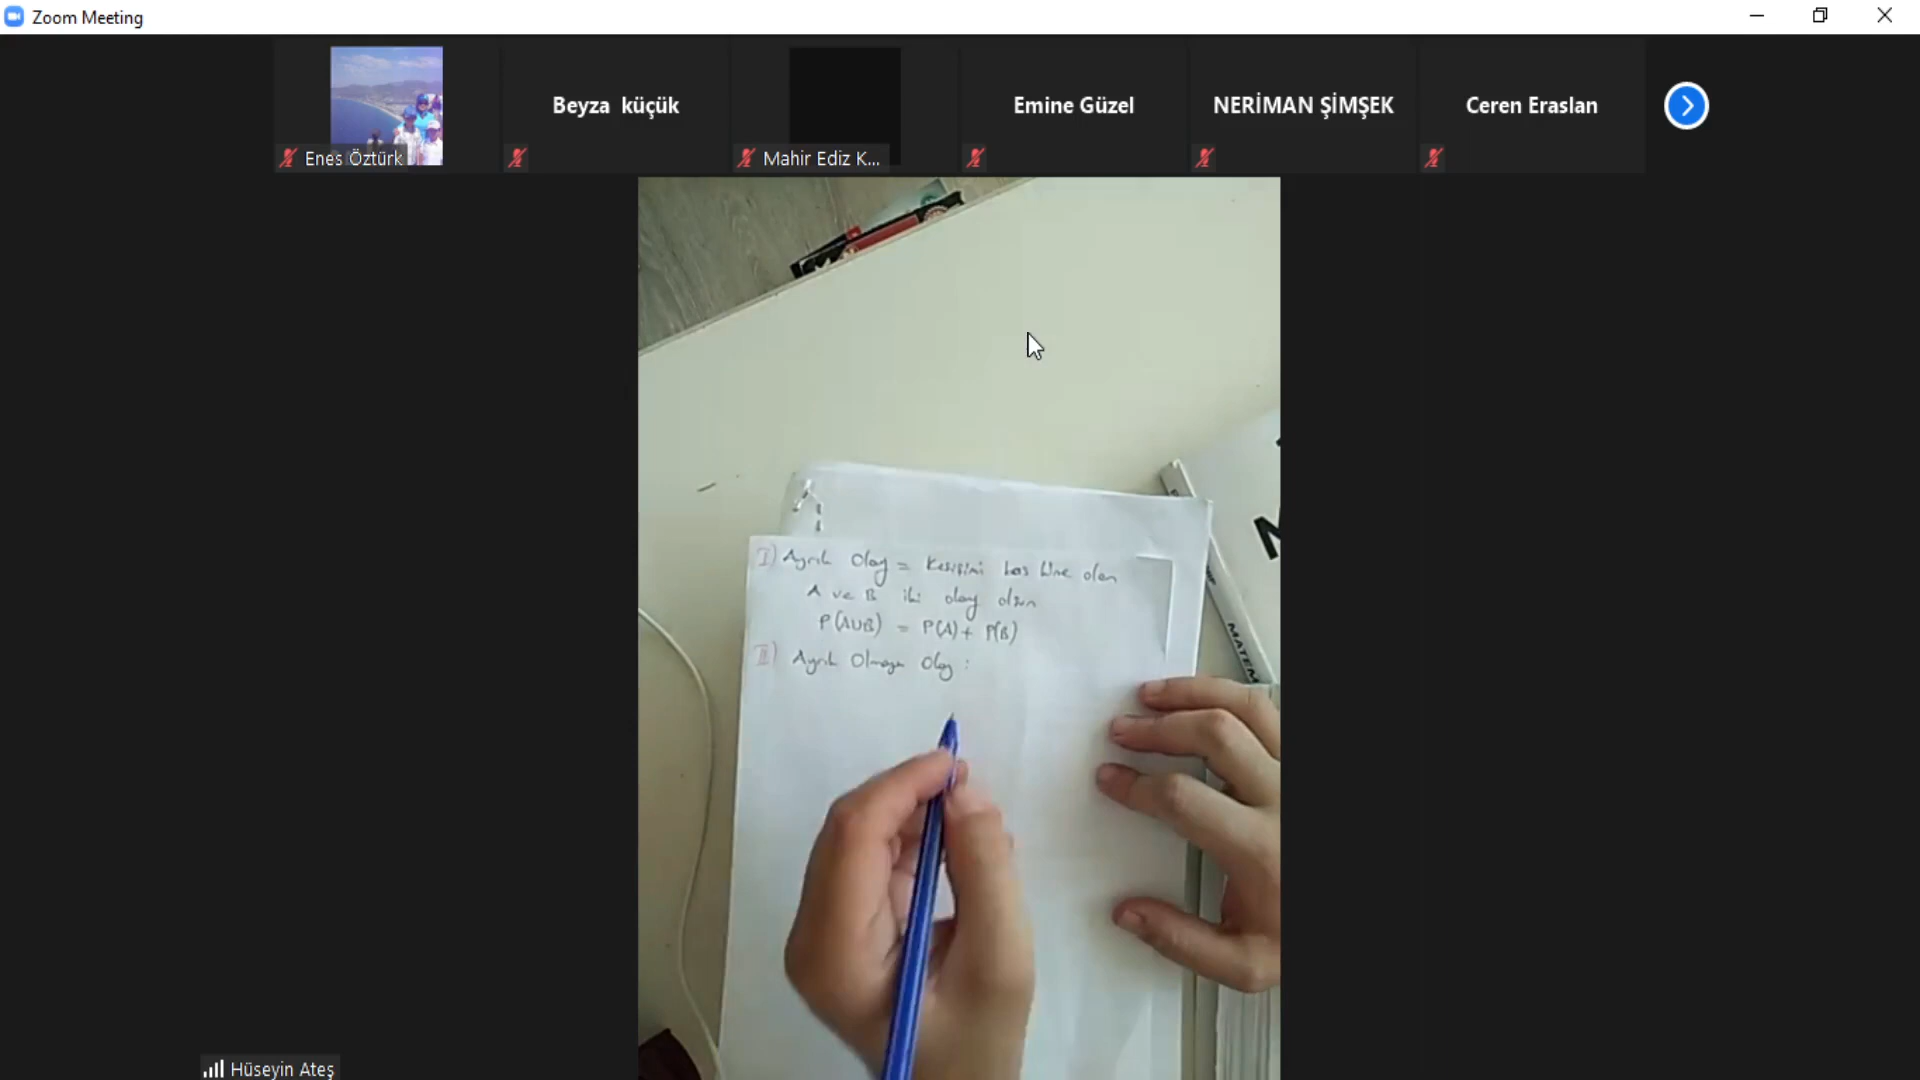 Zoom Meeting
Enes Öztürk
Beyza küçük
Mahir Ediz K...
Emine Güzel
NERİMAN ŞİMŞEK
Ceren Eraslan
I) Ayrık Olay = Kesişimi boş küme olan
A ve B iki olay olsun
P(A∪B) = P(A) + P(B)
II) Ayrık Olmayan Olay :
MATEM
Hüseyin Ateş